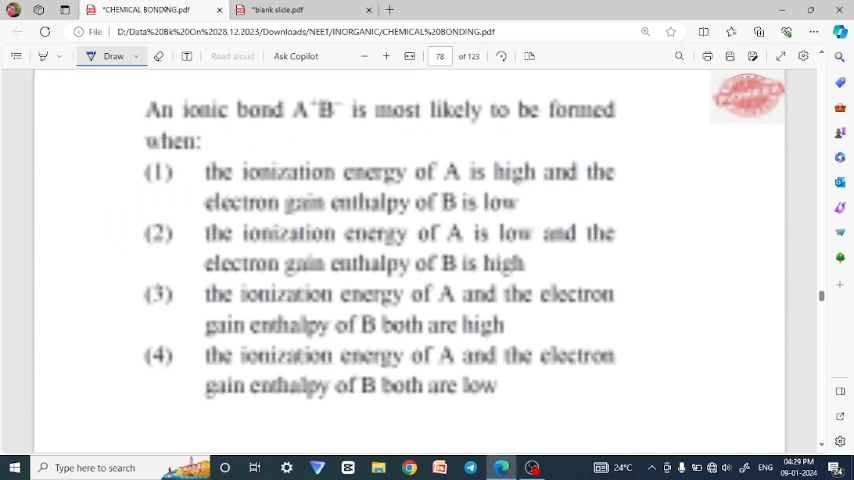 *CHEMICAL BONDING.pdf
*blank slide.pdf
File
D:/Data%20Bk%20On%2028.12.2023/Downloads/NEET/INORGANIC/CHEMICAL%20BONDING.pdf
Draw
Read aloud
Ask Copilot
78
of 123
An ionic bond A⁺B⁻ is most likely to be formed
when:
(1) the ionization energy of A is high and the
electron gain enthalpy of B is low
(2) the ionization energy of A is low and the
electron gain enthalpy of B is high
(3) the ionization energy of A and the electron
gain enthalpy of B both are high
(4) the ionization energy of A and the electron
gain enthalpy of B both are low
Type here to search
24°C
ENG
04:29 PM
09-01-2024
24